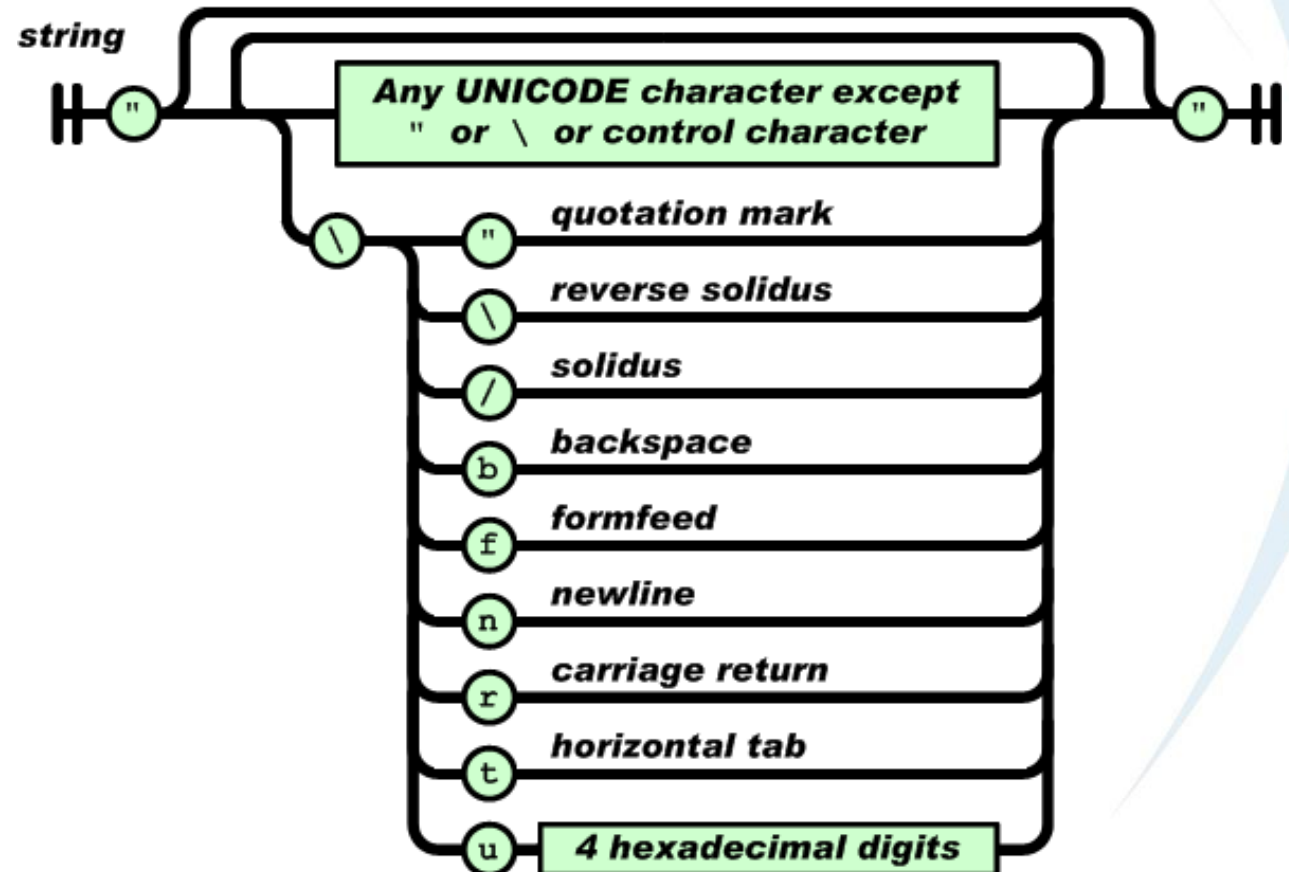 string
"
Any UNICODE character except
" or \ or control character
"
\
" quotation mark
\ reverse solidus
/ solidus
b backspace
f formfeed
n newline
r carriage return
t horizontal tab
u 4 hexadecimal digits